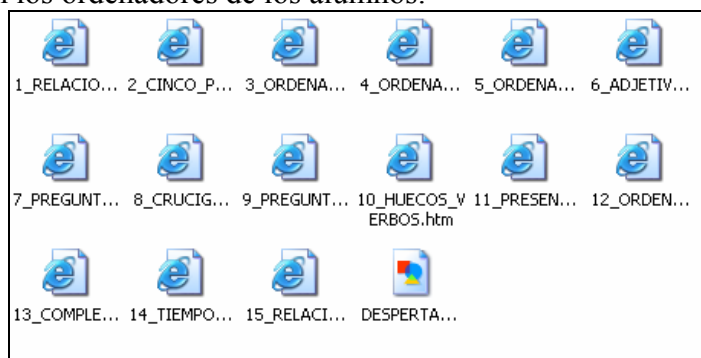 los ordenadores de los alumnos.
1_RELACIO... 2_CINCO_P... 3_ORDENA... 4_ORDENA... 5_ORDENA... 6_ADJETIV...
7_PREGUNT... 8_CRUCIG... 9_PREGUNT... 10_HUECOS_V 11_PRESEN... 12_ORDEN...
ERBOS.htm
13_COMPLE... 14_TIEMPO... 15_RELACI... DESPERTA...